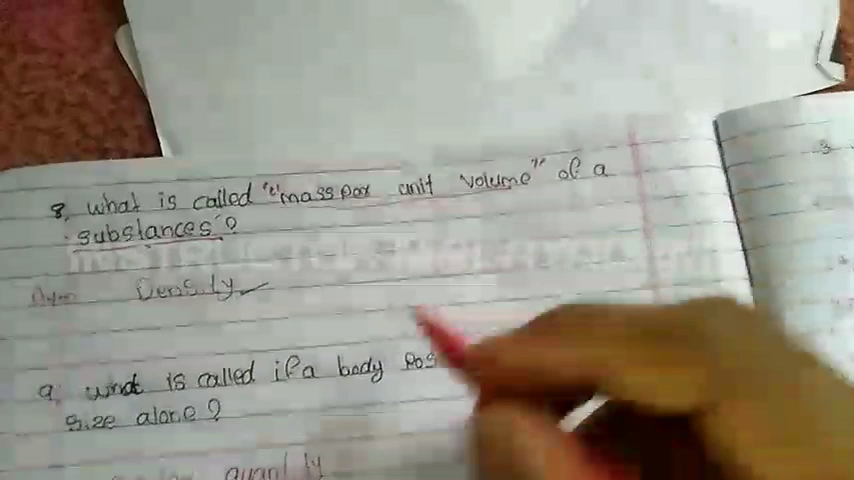 8, what is called "mass per unit volume" of a
substances?
Density
9, what is called if a body pos
Size alone?
quantity